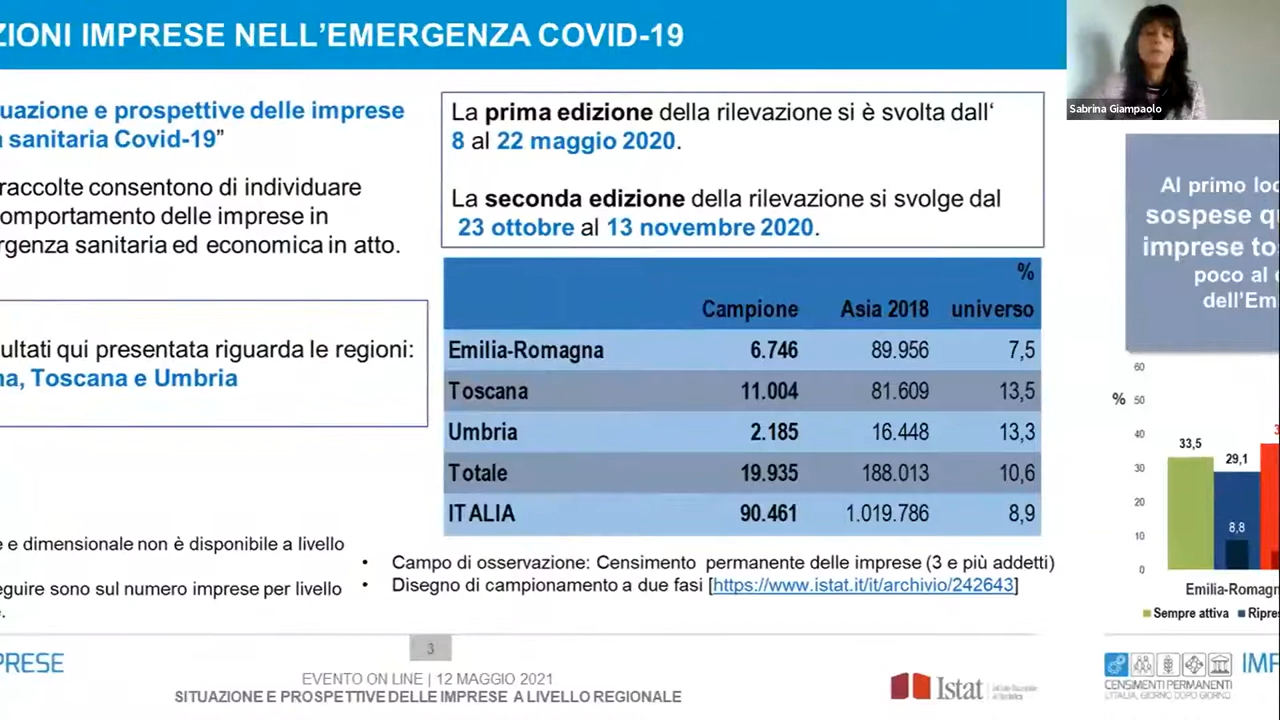 ZIONI IMPRESE NELL'EMERGENZA COVID-19
Sabrina Giampaolo
uazione e prospettive delle imprese
sanitaria Covid-19”
raccolte consentono di individuare
omportamento delle imprese in
rgenza sanitaria ed economica in atto.
ultati qui presentata riguarda le regioni:
na, Toscana e Umbria
e e dimensionale non è disponibile a livello
eguire sono sul numero imprese per livello
e.
La prima edizione della rilevazione si è svolta dall‘
8 al 22 maggio 2020.
La seconda edizione della rilevazione si svolge dal
23 ottobre al 13 novembre 2020.
%
Campione Asia 2018 universo
Emilia-Romagna 6.746 89.956 7,5
Toscana 11.004 81.609 13,5
Umbria 2.185 16.448 13,3
Totale 19.935 188.013 10,6
ITALIA 90.461 1.019.786 8,9
• Campo di osservazione: Censimento permanente delle imprese (3 e più addetti)
• Disegno di campionamento a due fasi [https://www.istat.it/it/archivio/242643]
PRESE
3
EVENTO ON LINE | 12 MAGGIO 2021
SITUAZIONE E PROSPETTIVE DELLE IMPRESE A LIVELLO REGIONALE
Istat
Al primo loc
sospese qu
imprese to
poco al
dell'Em
60
% 50
40
30
20
10
0
33,5
29,1
8,8
3
Emilia-Romagn
Sempre attiva Ripres
CENSIMENTI PERMANENTI
L'ITALIA, GIORNO DOPO GIORNO
IMP